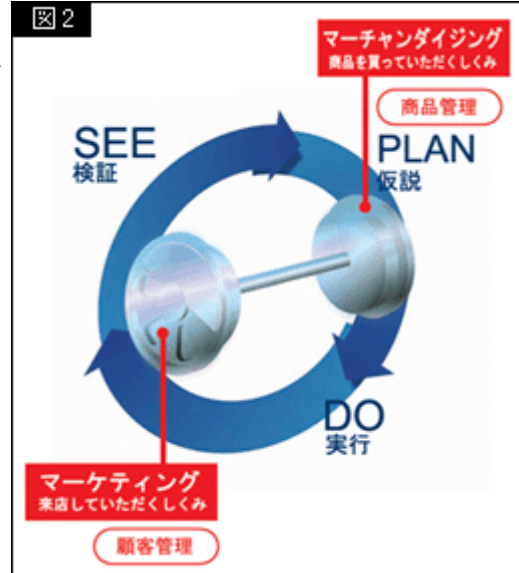 図2
マーチャンダイジング
商品を買っていただくしくみ
商品管理
SEE
検証
PLAN
仮説
DO
実行
マーケティング
来店していただくしくみ
顧客管理